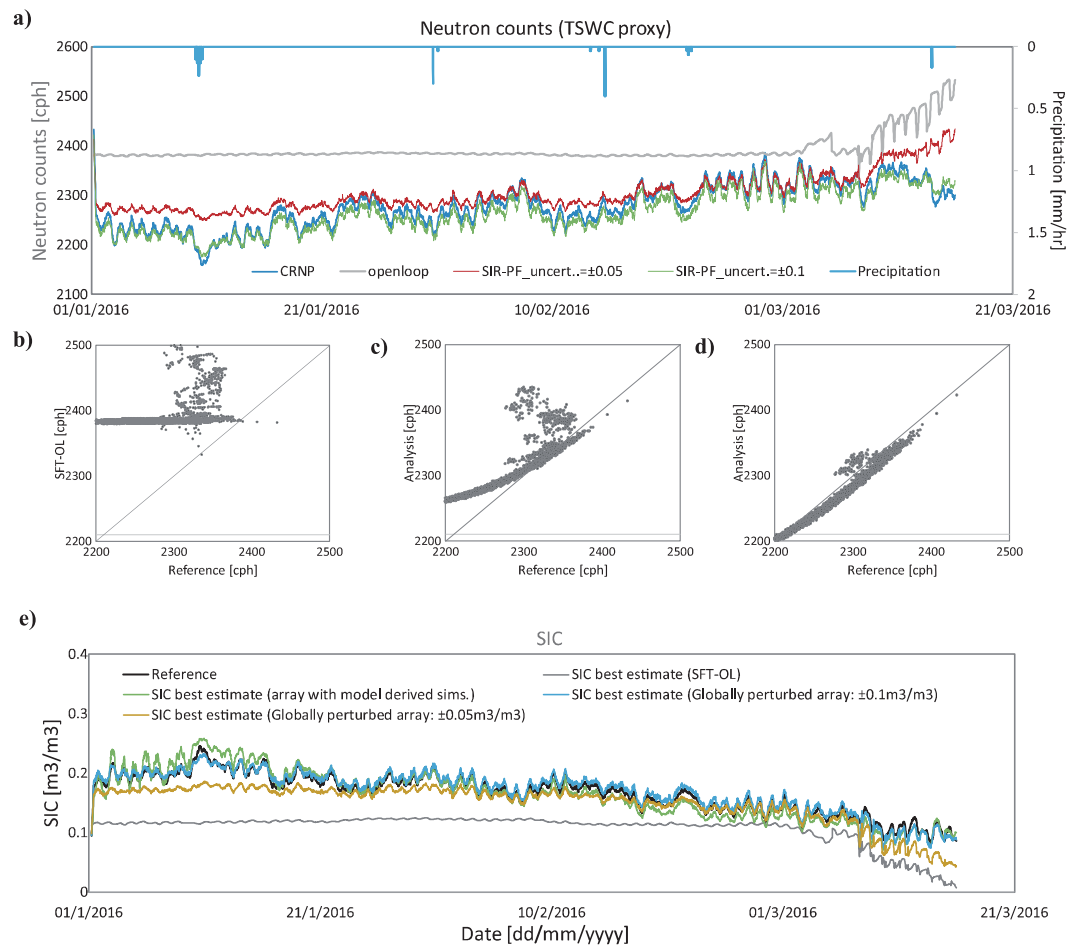 a)
Neutron counts (TSWC proxy)
2600
2500
2400
2300
2200
2100
Neutron counts [cph]
0
0.5
1
1.5
2
Precipitation [mm/hr]
CRNP
openloop
SIR-PF_uncert..=±0.05
SIR-PF_uncert.=±0.1
Precipitation
01/01/2016
21/01/2016
10/02/2016
01/03/2016
21/03/2016
b)
2500
2400
2300
2200
SFT-OL [cph]
2200
2300
2400
2500
Reference [cph]
c)
2500
2400
2300
2200
Analysis [cph]
2200
2300
2400
2500
Reference [cph]
d)
2500
2400
2300
2200
Analysis [cph]
2200
2300
2400
2500
Reference [cph]
e)
SIC
0.4
0.3
0.2
0.1
0
SIC [m3/m3]
Reference
SIC best estimate (SFT-OL)
SIC best estimate (array with model derived sims.)
SIC best estimate (Globally perturbed array: ±0.1m3/m3)
SIC best estimate (Globally perturbed array: ±0.05m3/m3)
01/1/2016
21/1/2016
10/2/2016
01/3/2016
21/3/2016
Date [dd/mm/yyyy]